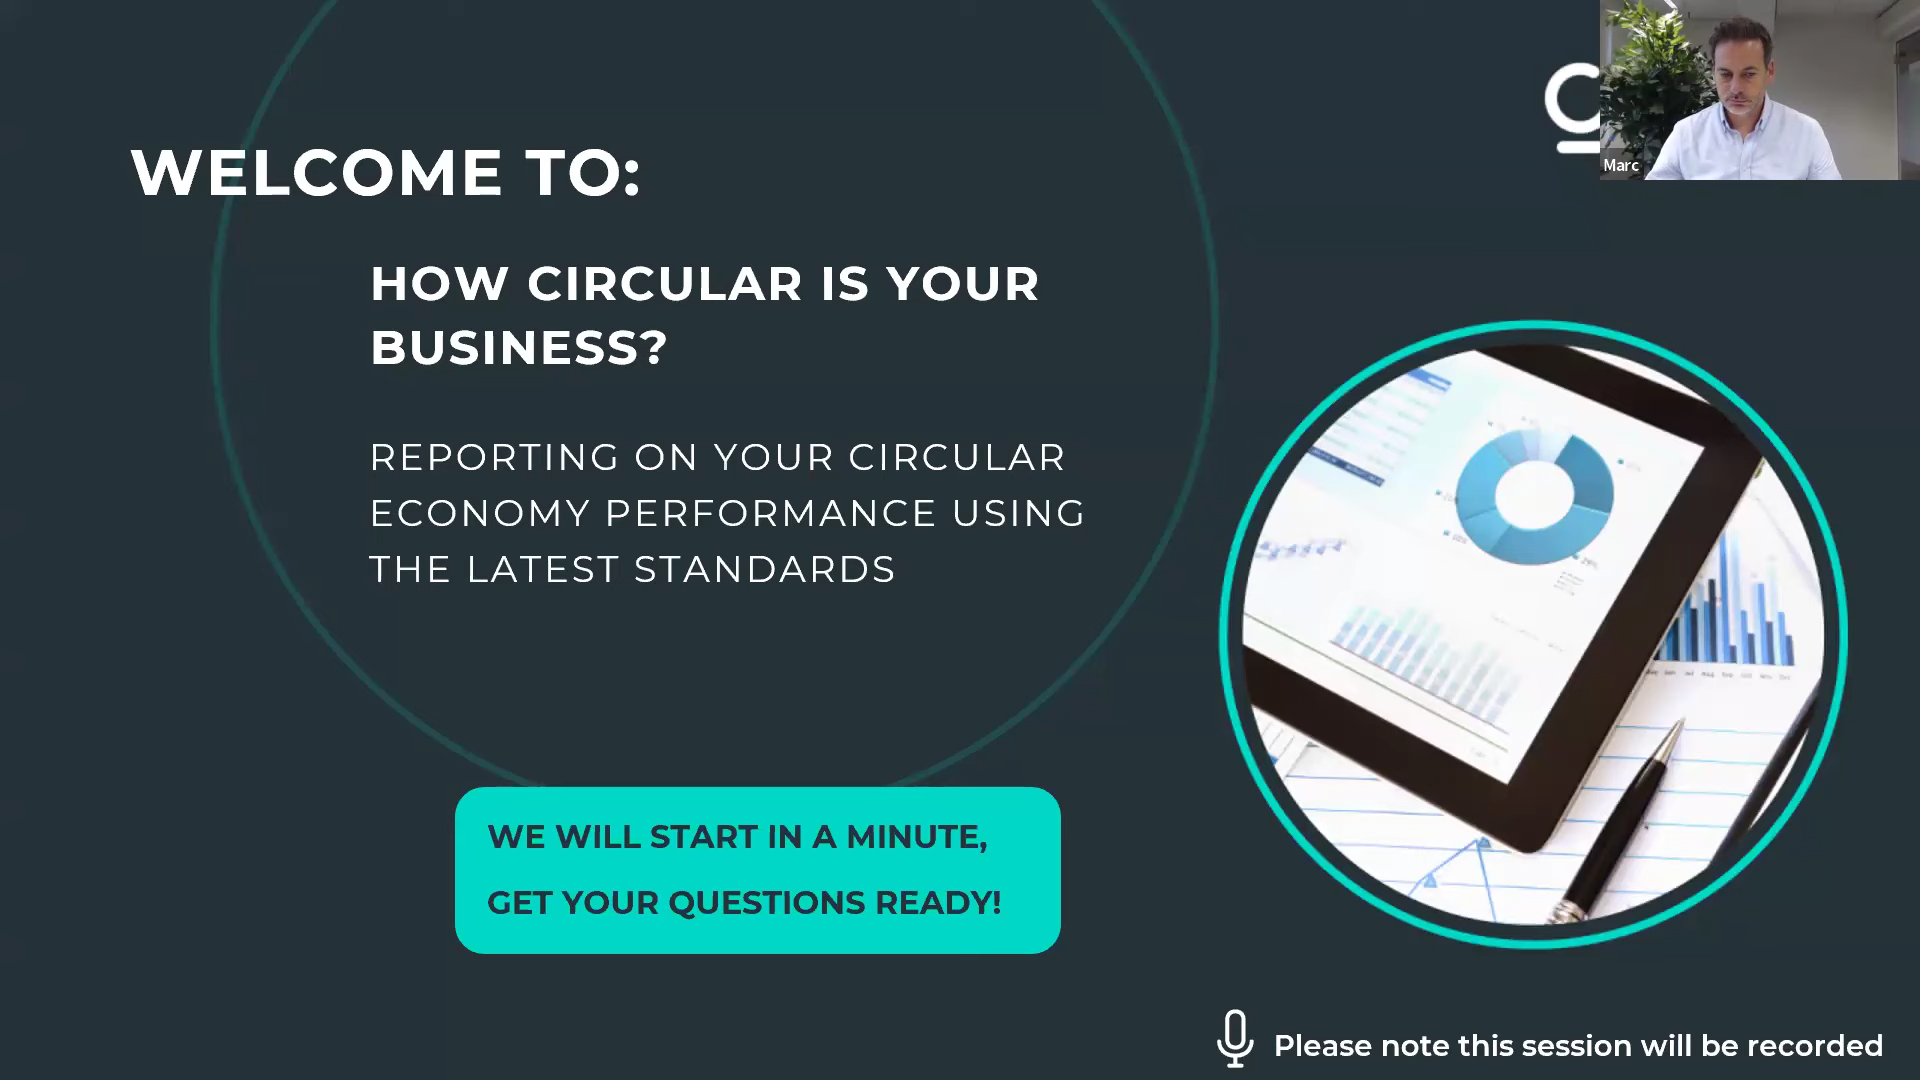 WELCOME TO:
HOW CIRCULAR IS YOUR
BUSINESS?
REPORTING ON YOUR CIRCULAR
ECONOMY PERFORMANCE USING
THE LATEST STANDARDS
WE WILL START IN A MINUTE,
GET YOUR QUESTIONS READY!
Please note this session will be recorded
Marc